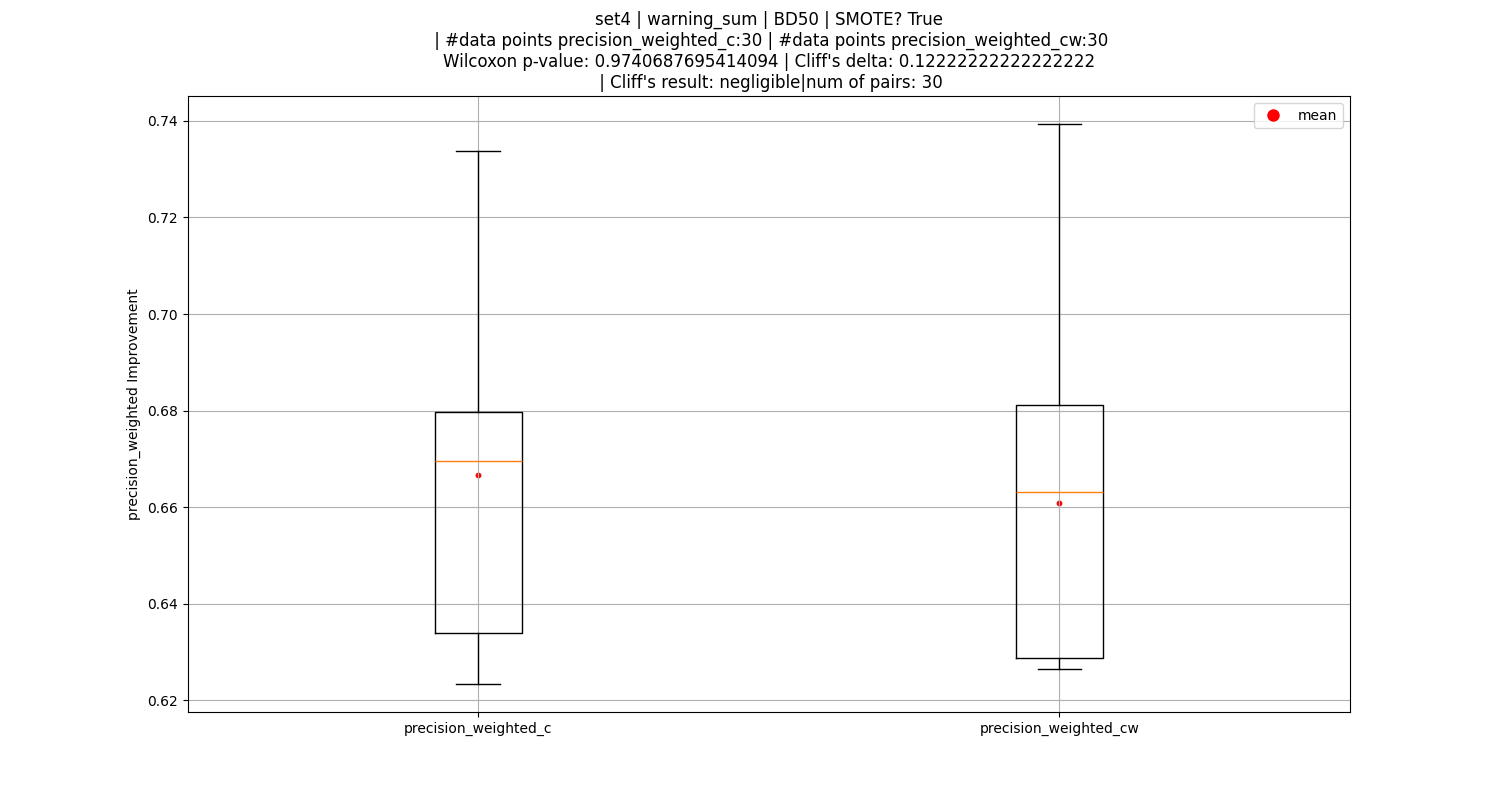 set4 | warning_sum | BD50 | SMOTE? True
| #data points precision_weighted_c:30 | #data points precision_weighted_cw:30
Wilcoxon p-value: 0.9740687695414094 | Cliff's delta: 0.12222222222222222
| Cliff's result: negligible|num of pairs: 30
mean
precision_weighted Improvement
0.74
0.72
0.70
0.68
0.66
0.64
0.62
precision_weighted_c
precision_weighted_cw